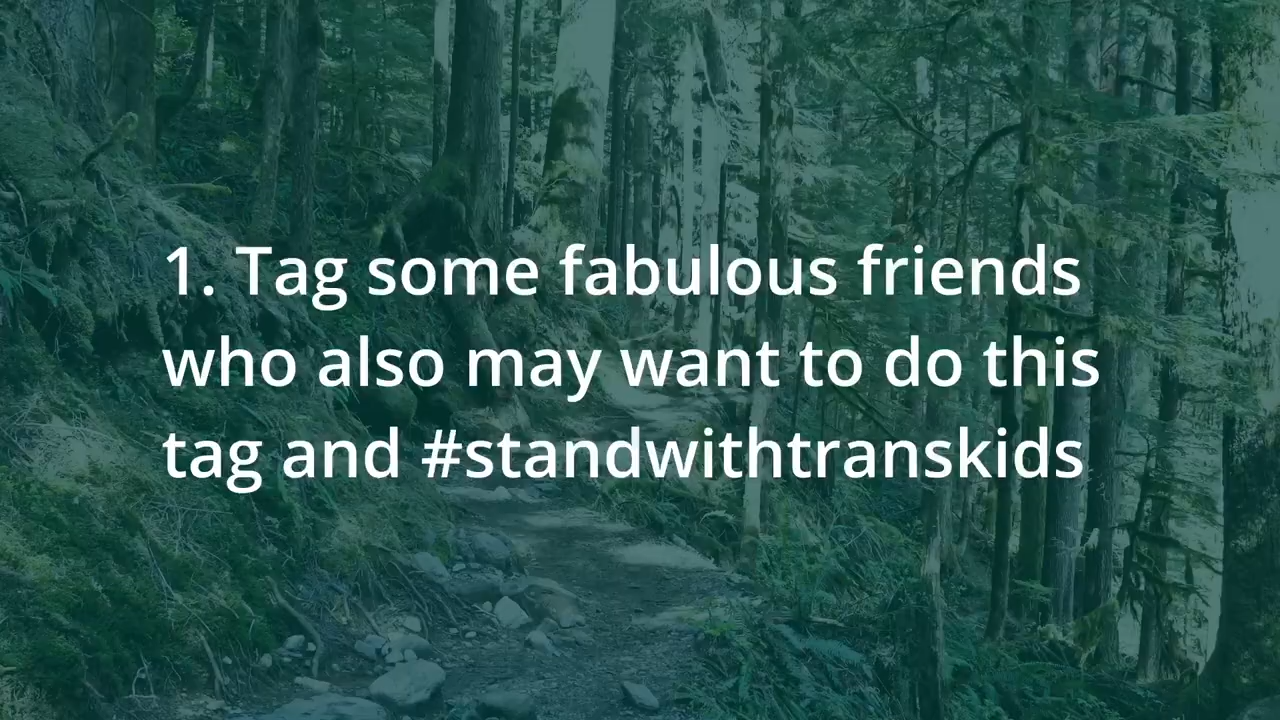 1. Tag some fabulous friends
who also may want to do this
tag and #standwithtranskids